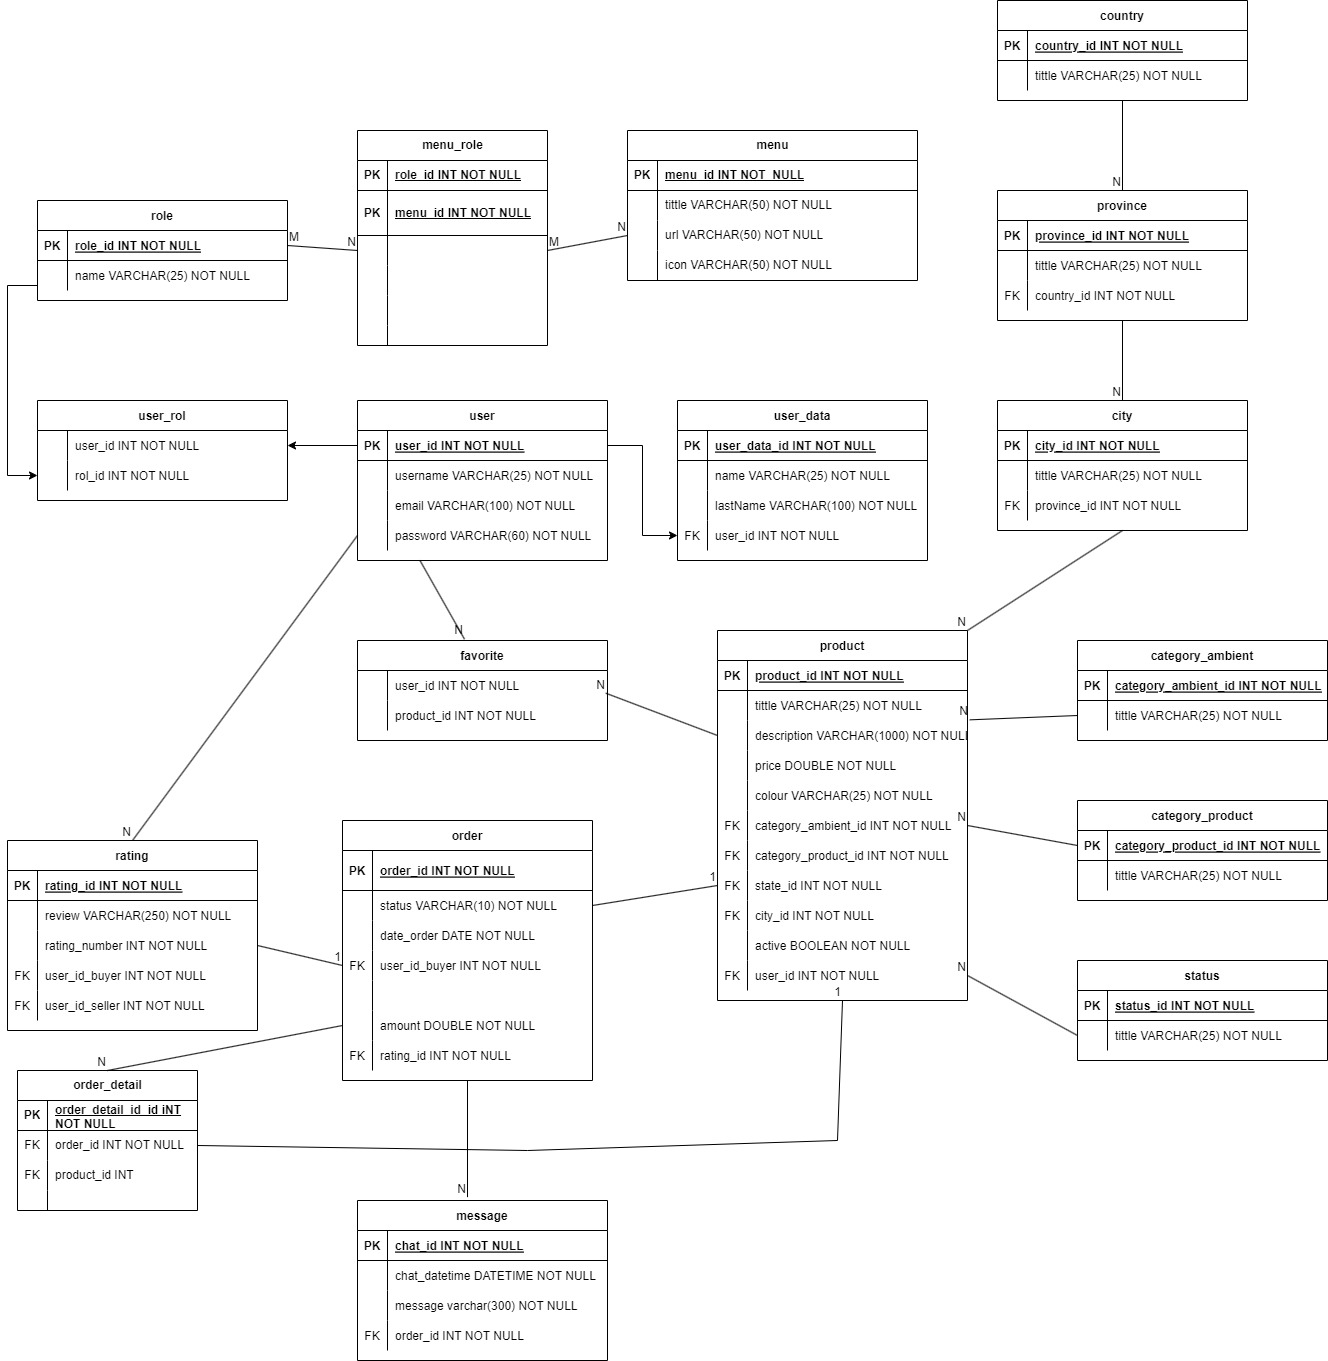 country
PK country_id INT NOT NULL
tittle VARCHAR(25) NOT NULL
menu_role
PK role_id INT NOT NULL
PK menu_id INT NOT NULL
menu
PK menu_id INT NOT NULL
tittle VARCHAR(50) NOT NULL
url VARCHAR(50) NOT NULL
icon VARCHAR(50) NOT NULL
N
province
PK province_id INT NOT NULL
tittle VARCHAR(25) NOT NULL
FK country_id INT NOT NULL
role
PK role_id INT NOT NULL
name VARCHAR(25) NOT NULL
M
N
M
N
user_rol
user_id INT NOT NULL
rol_id INT NOT NULL
user
PK user_id INT NOT NULL
username VARCHAR(25) NOT NULL
email VARCHAR(100) NOT NULL
password VARCHAR(60) NOT NULL
user_data
PK user_data_id INT NOT NULL
name VARCHAR(25) NOT NULL
lastName VARCHAR(100) NOT NULL
FK user_id INT NOT NULL
N
city
PK city_id INT NOT NULL
tittle VARCHAR(25) NOT NULL
FK province_id INT NOT NULL
N
favorite
user_id INT NOT NULL
product_id INT NOT NULL
N
N
product
PK product_id INT NOT NULL
tittle VARCHAR(25) NOT NULL
description VARCHAR(1000) NOT NULL
price DOUBLE NOT NULL
colour VARCHAR(25) NOT NULL
FK category_ambient_id INT NOT NULL
FK category_product_id INT NOT NULL
FK state_id INT NOT NULL
FK city_id INT NOT NULL
active BOOLEAN NOT NULL
FK user_id INT NOT NULL
N
N
N
1
1
category_ambient
PK category_ambient_id INT NOT NULL
tittle VARCHAR(25) NOT NULL
category_product
PK category_product_id INT NOT NULL
tittle VARCHAR(25) NOT NULL
status
PK status_id INT NOT NULL
tittle VARCHAR(25) NOT NULL
N
rating
PK rating_id INT NOT NULL
review VARCHAR(250) NOT NULL
rating_number INT NOT NULL
FK user_id_buyer INT NOT NULL
FK user_id_seller INT NOT NULL
order
PK order_id INT NOT NULL
status VARCHAR(10) NOT NULL
date_order DATE NOT NULL
1
FK user_id_buyer INT NOT NULL
amount DOUBLE NOT NULL
FK rating_id INT NOT NULL
N
order_detail
PK order_detail_id_id iNT
NOT NULL
FK order_id INT NOT NULL
FK product_id INT
N
message
PK chat_id INT NOT NULL
chat_datetime DATETIME NOT NULL
message varchar(300) NOT NULL
FK order_id INT NOT NULL